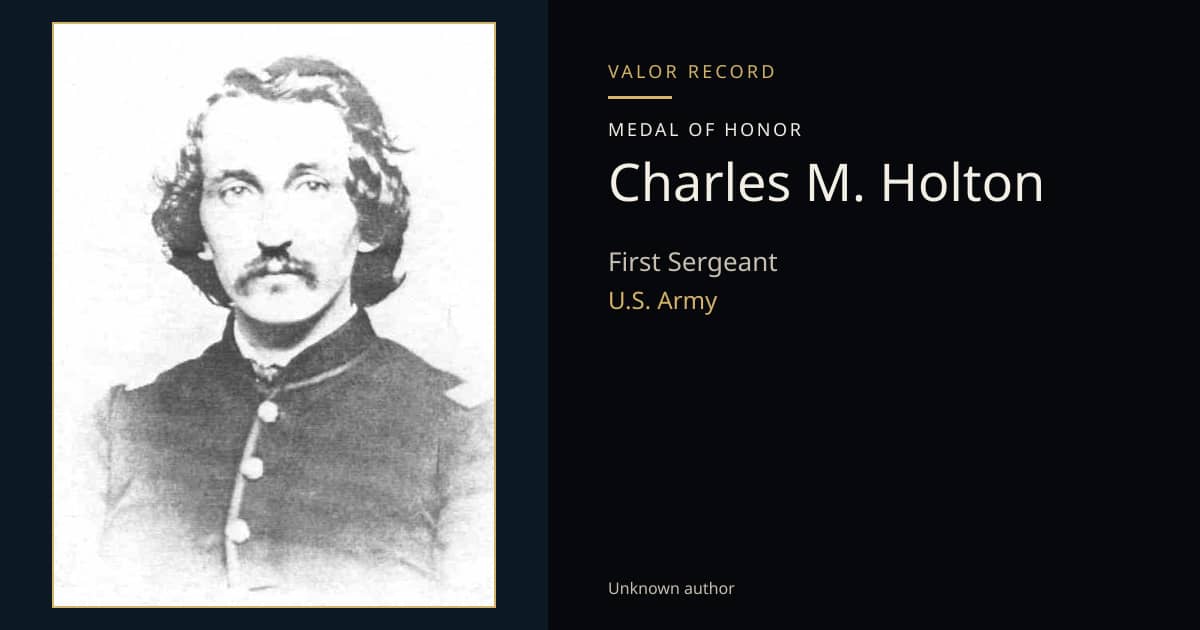 VALOR RECORD
MEDAL OF HONOR
Charles M. Holton
First Sergeant
U.S. Army
Unknown author